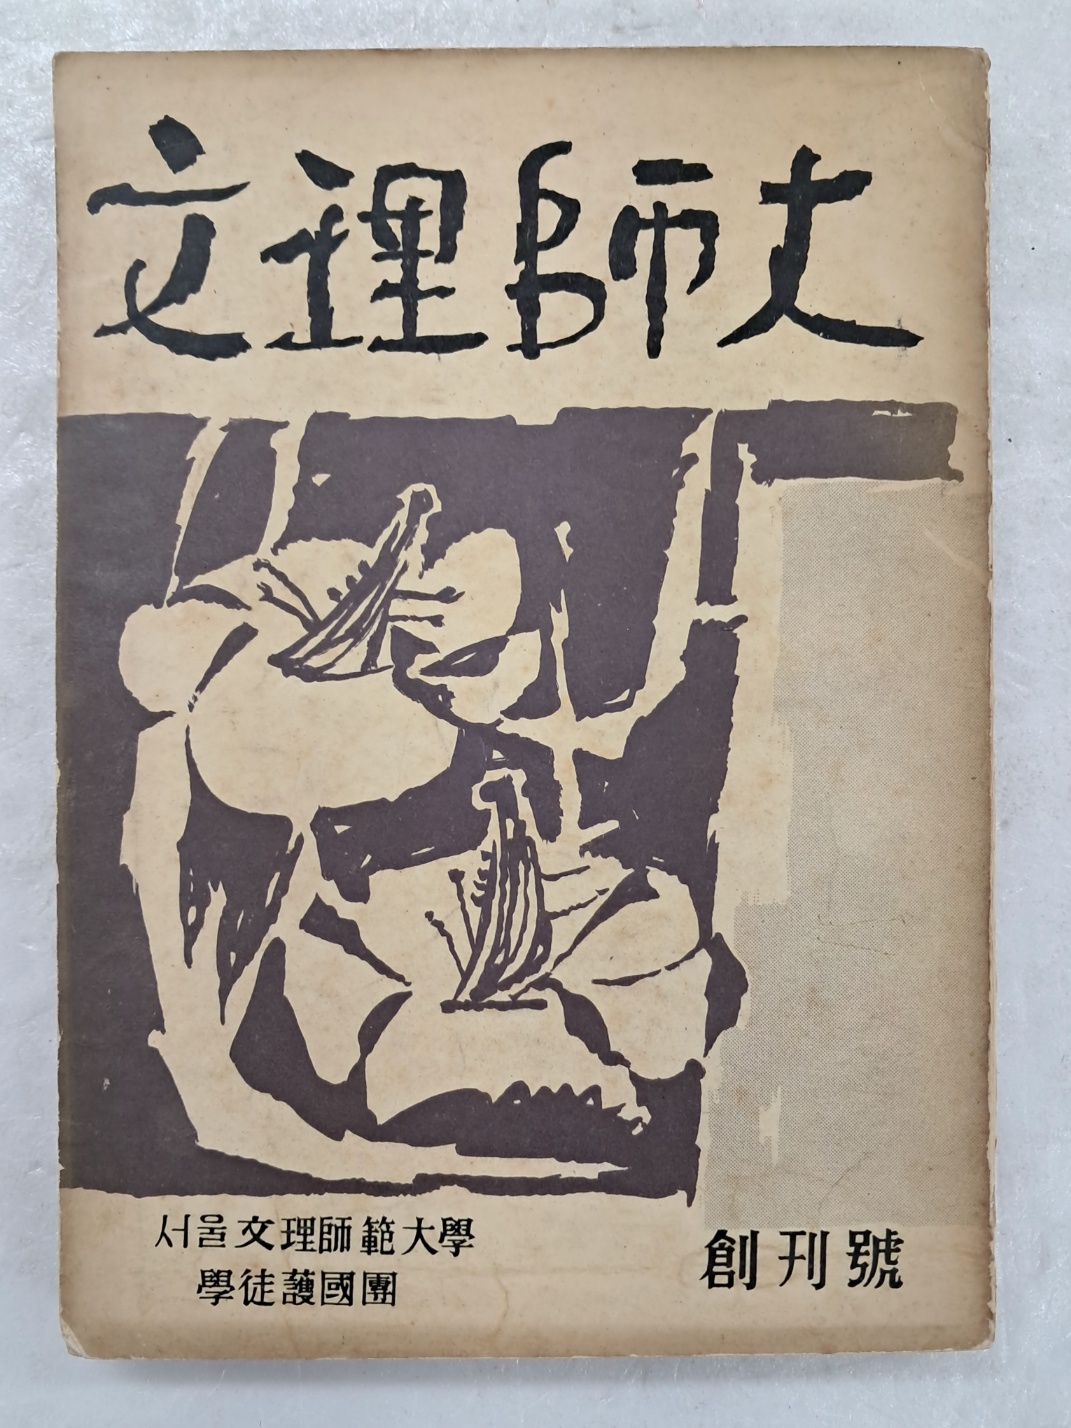 文理師大
서울文理師範大學
學徒護國團
創刊號